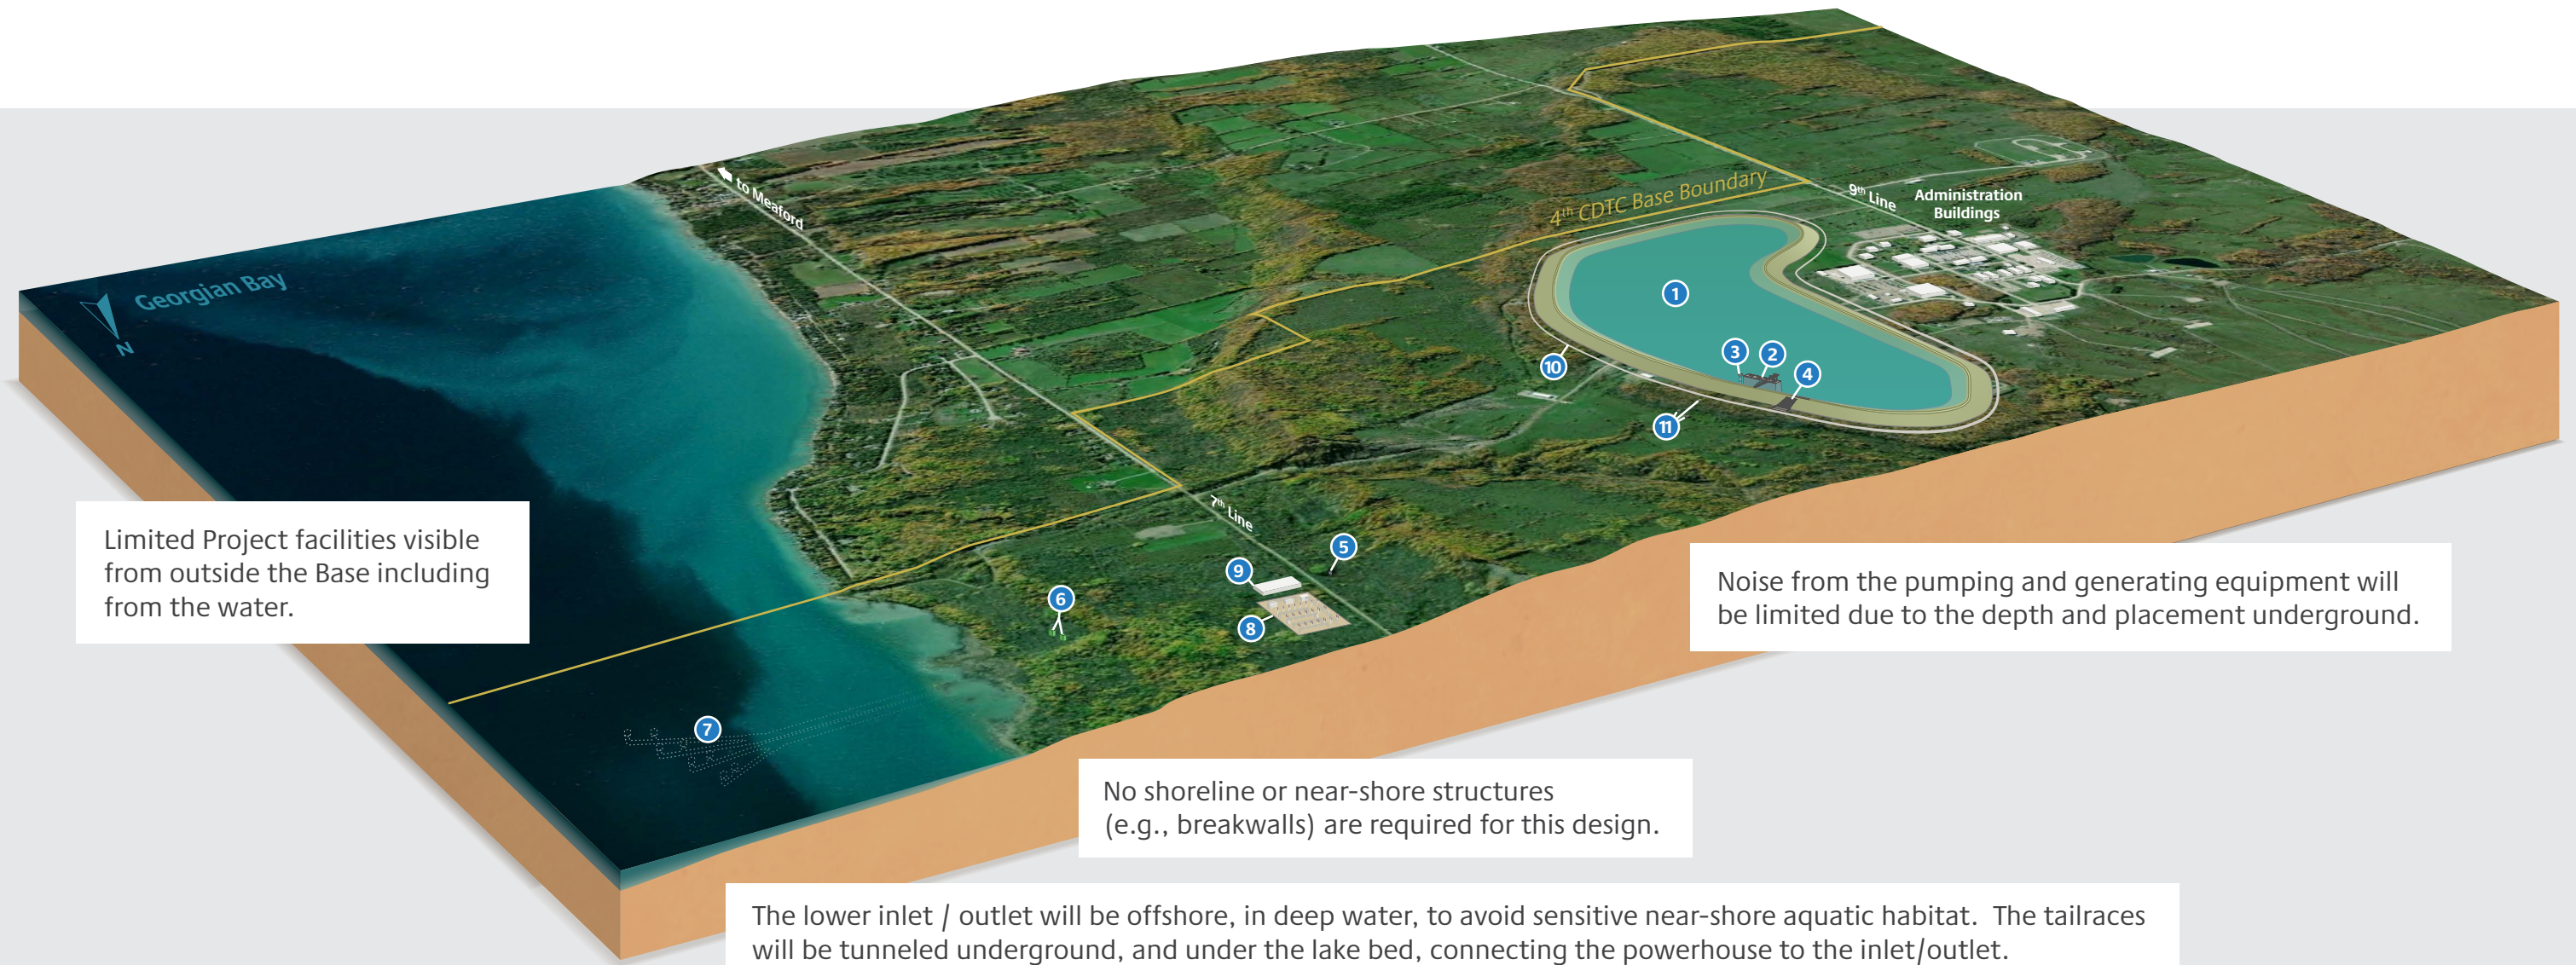 to Meaford
Georgian Bay
N
4th CDTC Base Boundary
9th Line
Administration
Buildings
1
3
2
4
10
11
7th Line
5
9
6
8
7
Limited Project facilities visible
from outside the Base including
from the water.
Noise from the pumping and generating equipment will
be limited due to the depth and placement underground.
No shoreline or near-shore structures
(e.g., breakwalls) are required for this design.
The lower inlet / outlet will be offshore, in deep water, to avoid sensitive near-shore aquatic habitat. The tailraces
will be tunneled underground, and under the lake bed, connecting the powerhouse to the inlet/outlet.